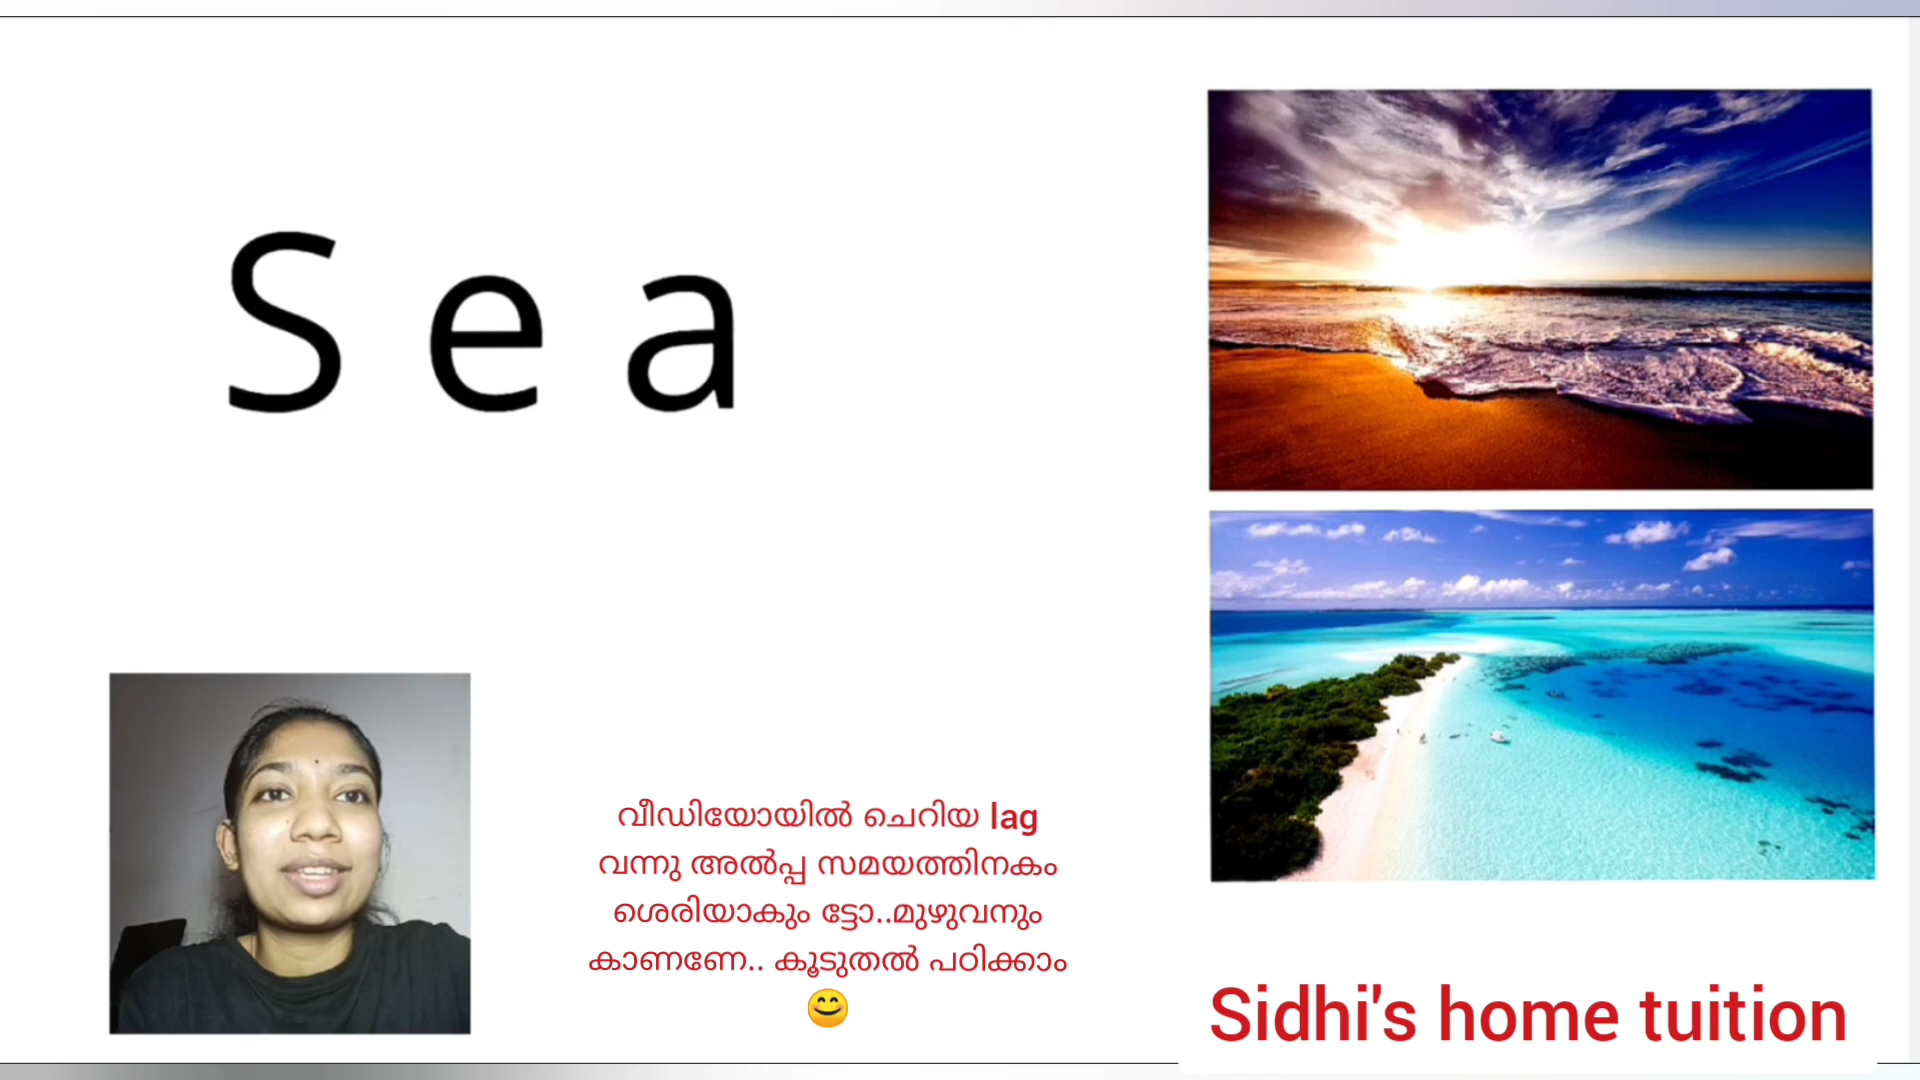 Sea
വീഡിയോയിൽ ചെറിയ lag
വന്നു അൽപ്പ സമയത്തിനകം
ശെരിയാകും ട്ടോ..മുഴുവനും
കാണണേ.. കൂടുതൽ പഠിക്കാം
😊
Sidhi's home tuition